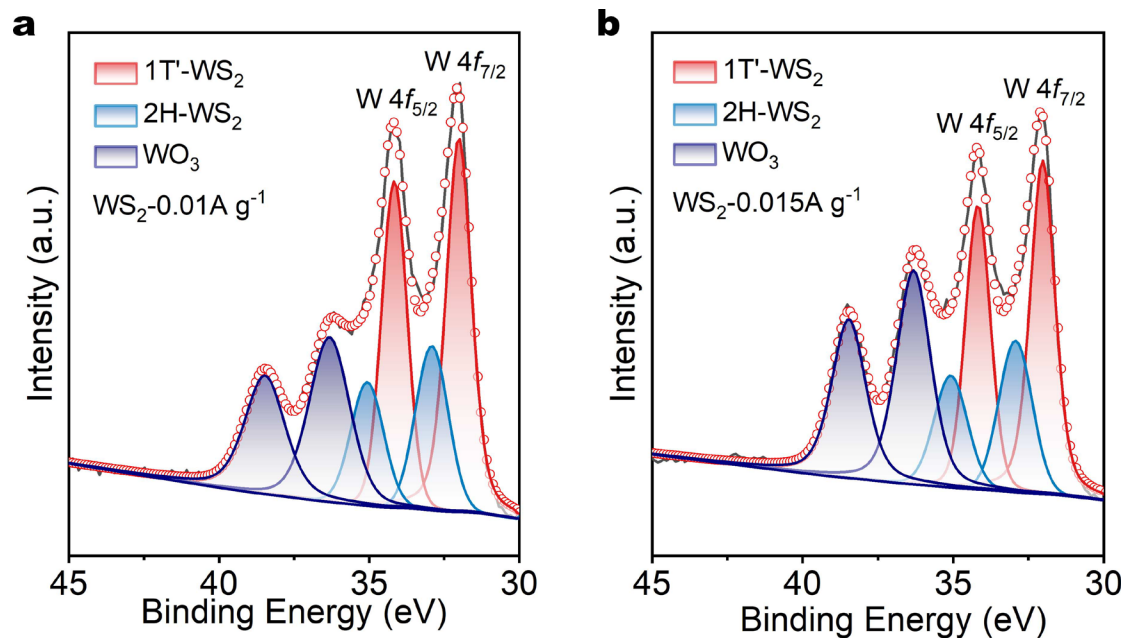 a
1T'-WS₂
2H-WS₂
WO₃
WS₂-0.01A g⁻¹
W 4f₅/₂
W 4f₇/₂
Intensity (a.u.)
45
40
35
30
Binding Energy (eV)
b
1T'-WS₂
2H-WS₂
WO₃
WS₂-0.015A g⁻¹
W 4f₅/₂
W 4f₇/₂
Intensity (a.u.)
45
40
35
30
Binding Energy (eV)